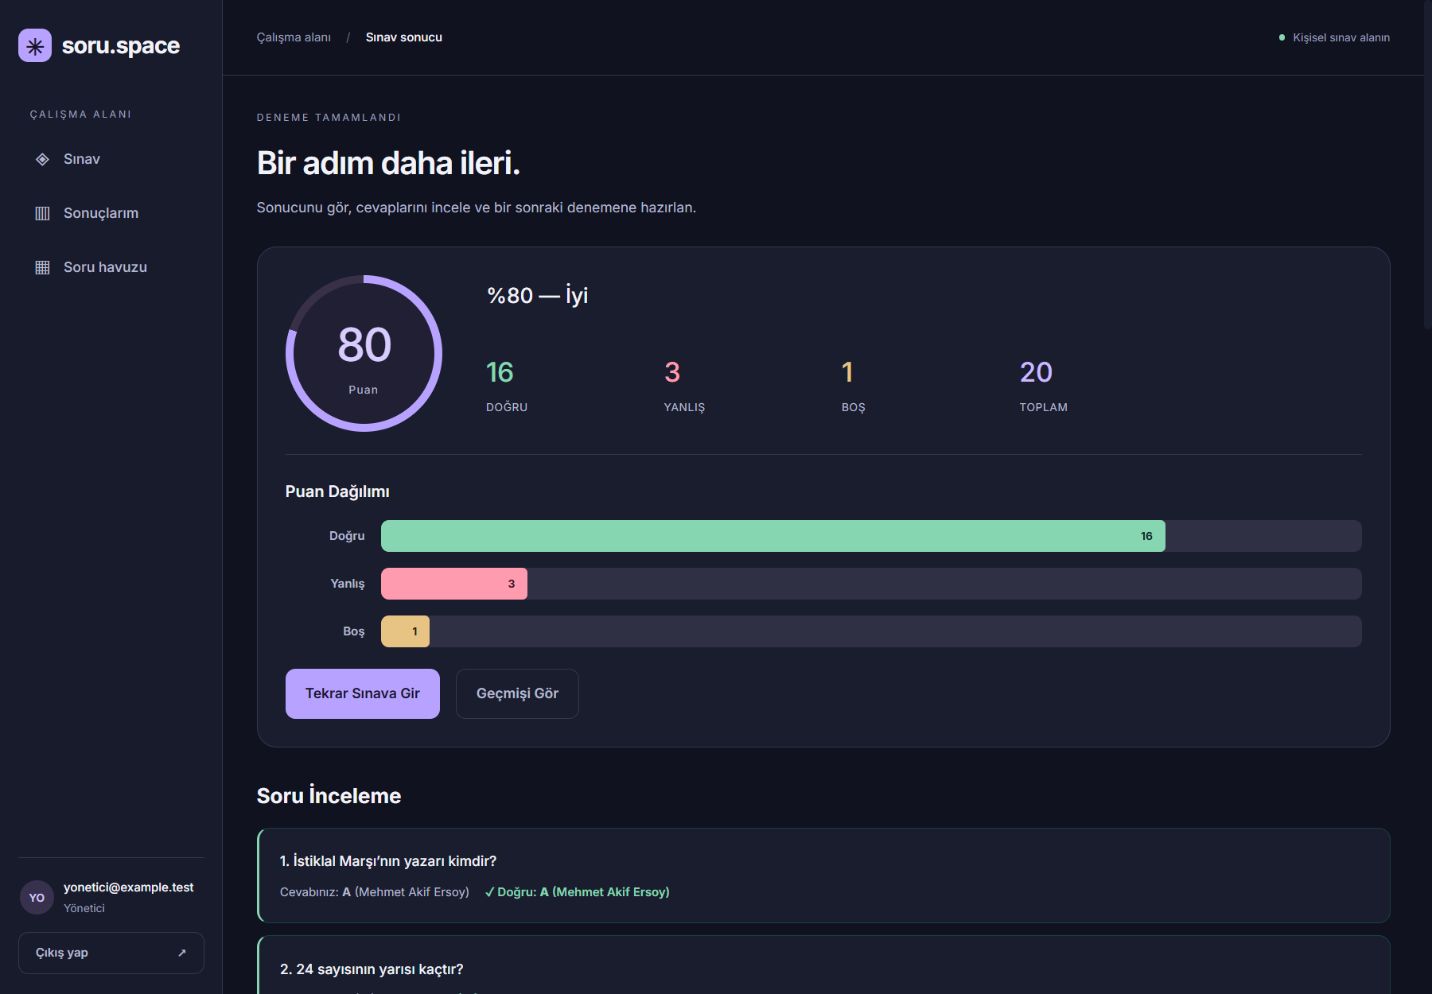 soru.space
ÇALIŞMA ALANI
Sınav
Sonuçlarım
Soru havuzu
yonetici@example.test
YO
Yönetici
Çıkış yap ↗
Çalışma alanı / Sınav sonucu
Kişisel sınav alanın
DENEME TAMAMLANDI
Bir adım daha ileri.
Sonucunu gör, cevaplarını incele ve bir sonraki denemene hazırlan.
80
Puan
%80 — İyi
16 3 1 20
DOĞRU YANLIŞ BOŞ TOPLAM
Puan Dağılımı
Doğru 16
Yanlış 3
Boş 1
Tekrar Sınava Gir Geçmişi Gör
Soru İnceleme
1. İstiklal Marşı’nın yazarı kimdir?
Cevabınız: A (Mehmet Akif Ersoy) ✓ Doğru: A (Mehmet Akif Ersoy)
2. 24 sayısının yarısı kaçtır?